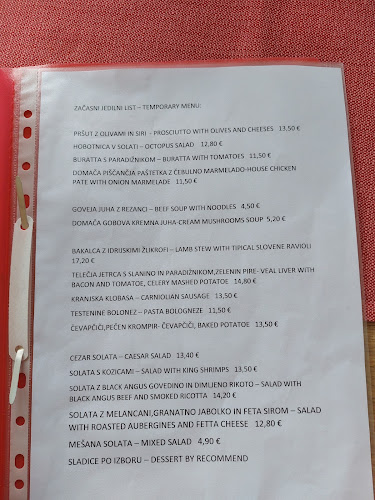 ZAČASNI JEDILNI LIST – TEMPORARY MENU:
PRŠUT Z OLIVAMI IN SIRI - PROSCIUTTO WITH OLIVES AND CHEESES 13,50 €
HOBOTNICA V SOLATI – OCTOPUS SALAD 12,80 €
BURATTA S PARADIŽNIKOM – BURATTA WITH TOMATOES 11,50 €
DOMAČA PIŠČANČJA PAŠTETKA Z ČEBULNO MARMELADO-HOUSE CHICKEN
PATE WITH ONION MARMELADE 11,50 €
GOVEJA JUHA Z REZANCI – BEEF SOUP WITH NOODLES 4,50 €
DOMAČA GOBOVA KREMNA JUHA-CREAM MUSHROOMS SOUP 5,20 €
BAKALCA Z IDRIJSKIMI ŽLIKROFI – LAMB STEW WITH TIPICAL SLOVENE RAVIOLI
17,20 €
TELEČJA JETRCA S SLANINO IN PARADIŽNIKOM,ZELENIN PIRE- VEAL LIVER WITH
BACON AND TOMATOE, CELERY MASHED POTATOE 14,80 €
KRANJSKA KLOBASA – CARNIOLIAN SAUSAGE 13,50 €
TESTENINE BOLONEZ – PASTA BOLOGNEZE 11,50 €
ČEVAPČIČI,PEČEN KROMPIR- ČEVAPČIČI, BAKED POTATOE 13,50 €
CEZAR SOLATA – CAESAR SALAD 13,40 €
SOLATA S KOZICAMI – SALAD WITH KING SHRIMPS 13,50 €
SOLATA Z BLACK ANGUS GOVEDINO IN DIMLJENO RIKOTO – SALAD WITH
BLACK ANGUS BEEF AND SMOKED RICOTTA 14,20 €
SOLATA Z MELANCANI,GRANATNO JABOLKO IN FETA SIROM – SALAD
WITH ROASTED AUBERGINES AND FETTA CHEESE 12,80 €
MEŠANA SOLATA – MIXED SALAD 4,90 €
SLADICE PO IZBORU – DESSERT BY RECOMMEND